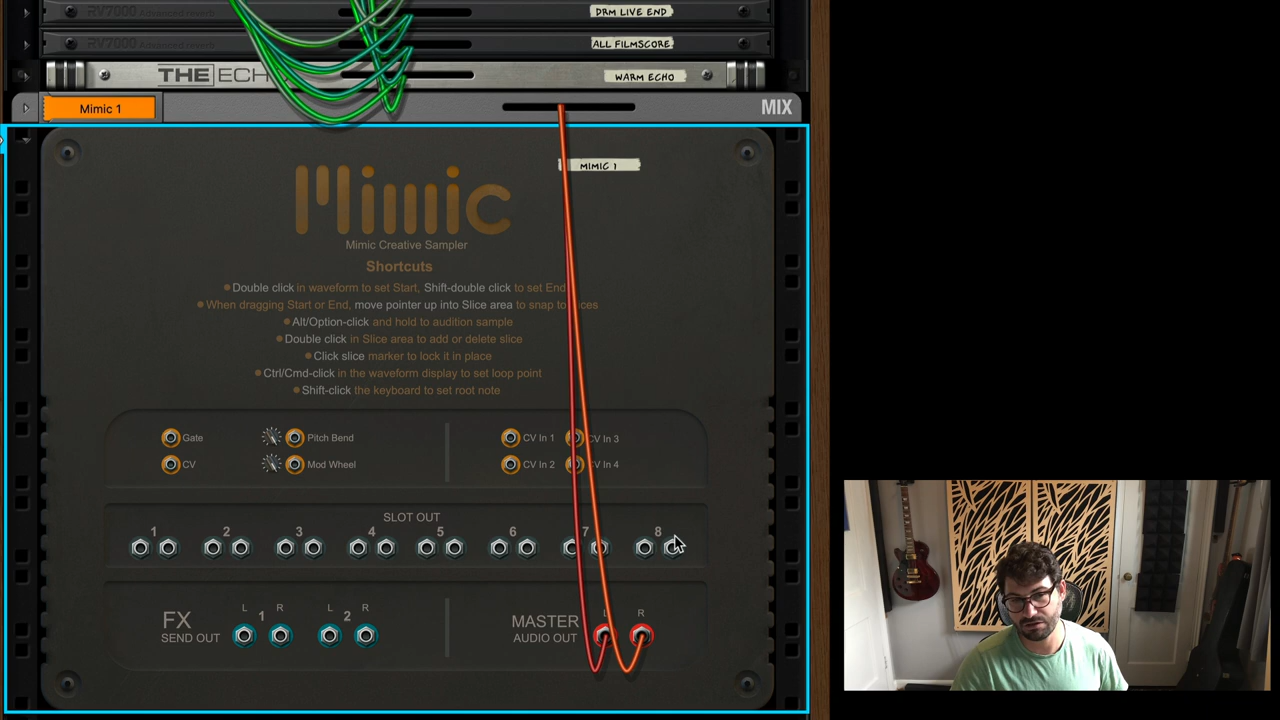 RV7000 Advanced reverb
DRM LIVE END
RV7000 Advanced reverb
ALL FILMSCORE
THE ECH
WARM ECHO
Mimic 1
MIX
MIMIC 1
Mimic
Mimic Creative Sampler
Shortcuts
Double click in waveform to set Start, Shift-double click to set End
When dragging Start or End, move pointer up into Slice area to snap to slices
Alt/Option-click and hold to audition sample
Double click in Slice area to add or delete slice
Click slice marker to lock it in place
Ctrl/Cmd-click in the waveform display to set loop point
Shift-click the keyboard to set root note
Gate
Pitch Bend
CV In 1
CV In 3
CV
Mod Wheel
CV In 2
CV In 4
SLOT OUT
1 2 3 4 5 6 7 8
FX
SEND OUT
L 1 R
L 2 R
MASTER
AUDIO OUT
L R